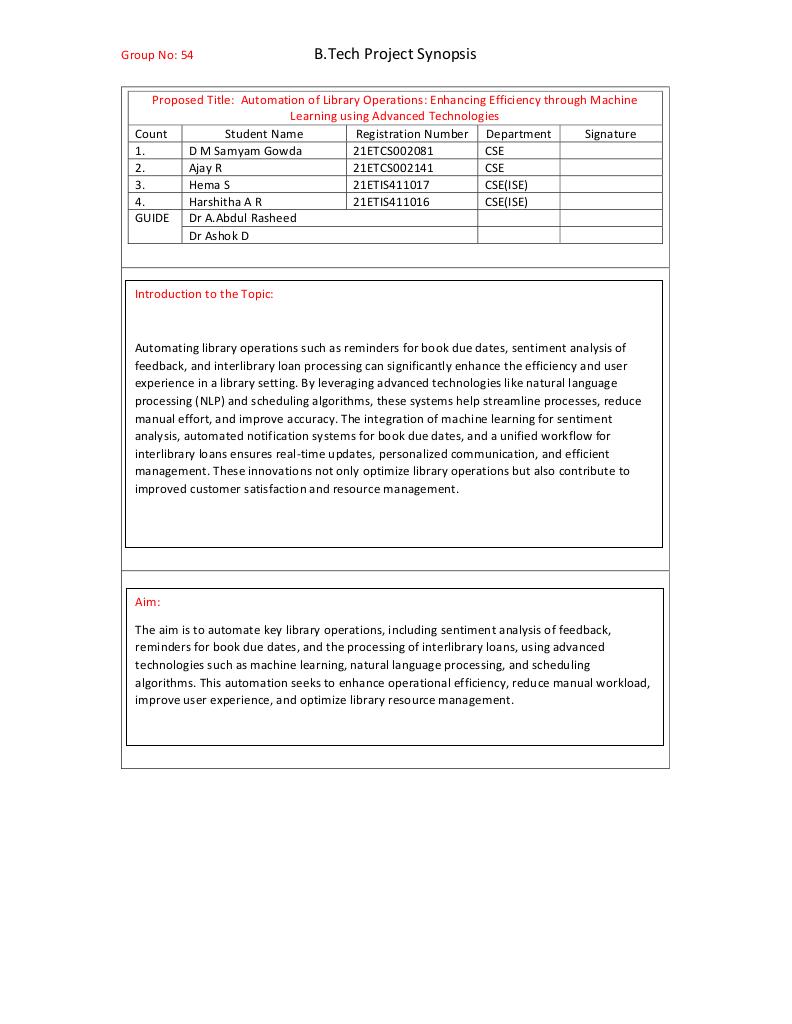 Group No: 54
B.Tech Project Synopsis
Proposed Title: Automation of Library Operations: Enhancing Efficiency through Machine
Learning using Advanced Technologies
Count Student Name Registration Number Department Signature
1. D M Samyam Gowda 21ETCS002081 CSE
2. Ajay R 21ETCS002141 CSE
3. Hema S 21ETIS411017 CSE(ISE)
4. Harshitha A R 21ETIS411016 CSE(ISE)
GUIDE Dr A.Abdul Rasheed
Dr Ashok D
Introduction to the Topic:
Automating library operations such as reminders for book due dates, sentiment analysis of
feedback, and interlibrary loan processing can significantly enhance the efficiency and user
experience in a library setting. By leveraging advanced technologies like natural language
processing (NLP) and scheduling algorithms, these systems help streamline processes, reduce
manual effort, and improve accuracy. The integration of machine learning for sentiment
analysis, automated notification systems for book due dates, and a unified workflow for
interlibrary loans ensures real-time updates, personalized communication, and efficient
management. These innovations not only optimize library operations but also contribute to
improved customer satisfaction and resource management.
Aim:
The aim is to automate key library operations, including sentiment analysis of feedback,
reminders for book due dates, and the processing of interlibrary loans, using advanced
technologies such as machine learning, natural language processing, and scheduling
algorithms. This automation seeks to enhance operational efficiency, reduce manual workload,
improve user experience, and optimize library resource management.